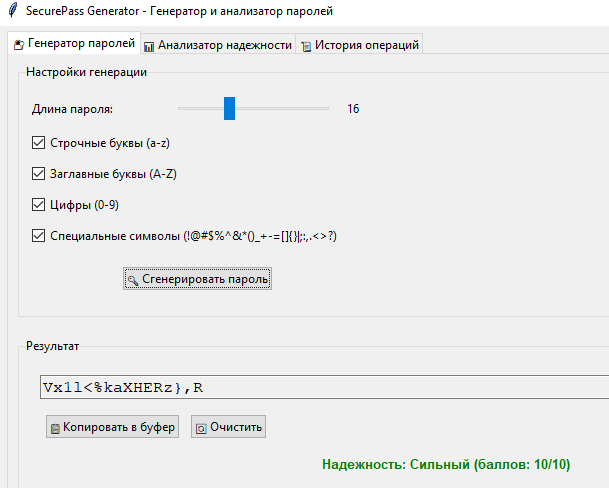 SecurePass Generator - Генератор и анализатор паролей
Генератор паролей Анализатор надежности История операций
Настройки генерации
Длина пароля: 16
Строчные буквы (a-z)
Заглавные буквы (A-Z)
Цифры (0-9)
Специальные символы (!@#$%^&*()_+-=[]{}|;:,.<>?)
Сгенерировать пароль
Результат
Vx1l<%kaXHERz},R
Копировать в буфер Очистить
Надежность: Сильный (баллов: 10/10)